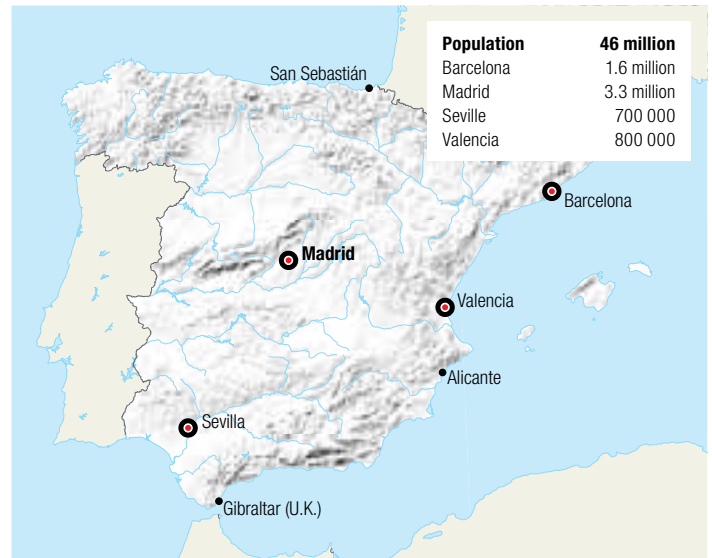 Population 46 million
Barcelona 1.6 million
Madrid 3.3 million
Seville 700 000
Valencia 800 000
San Sebastián
Barcelona
Madrid
Valencia
Alicante
Sevilla
Gibraltar (U.K.)